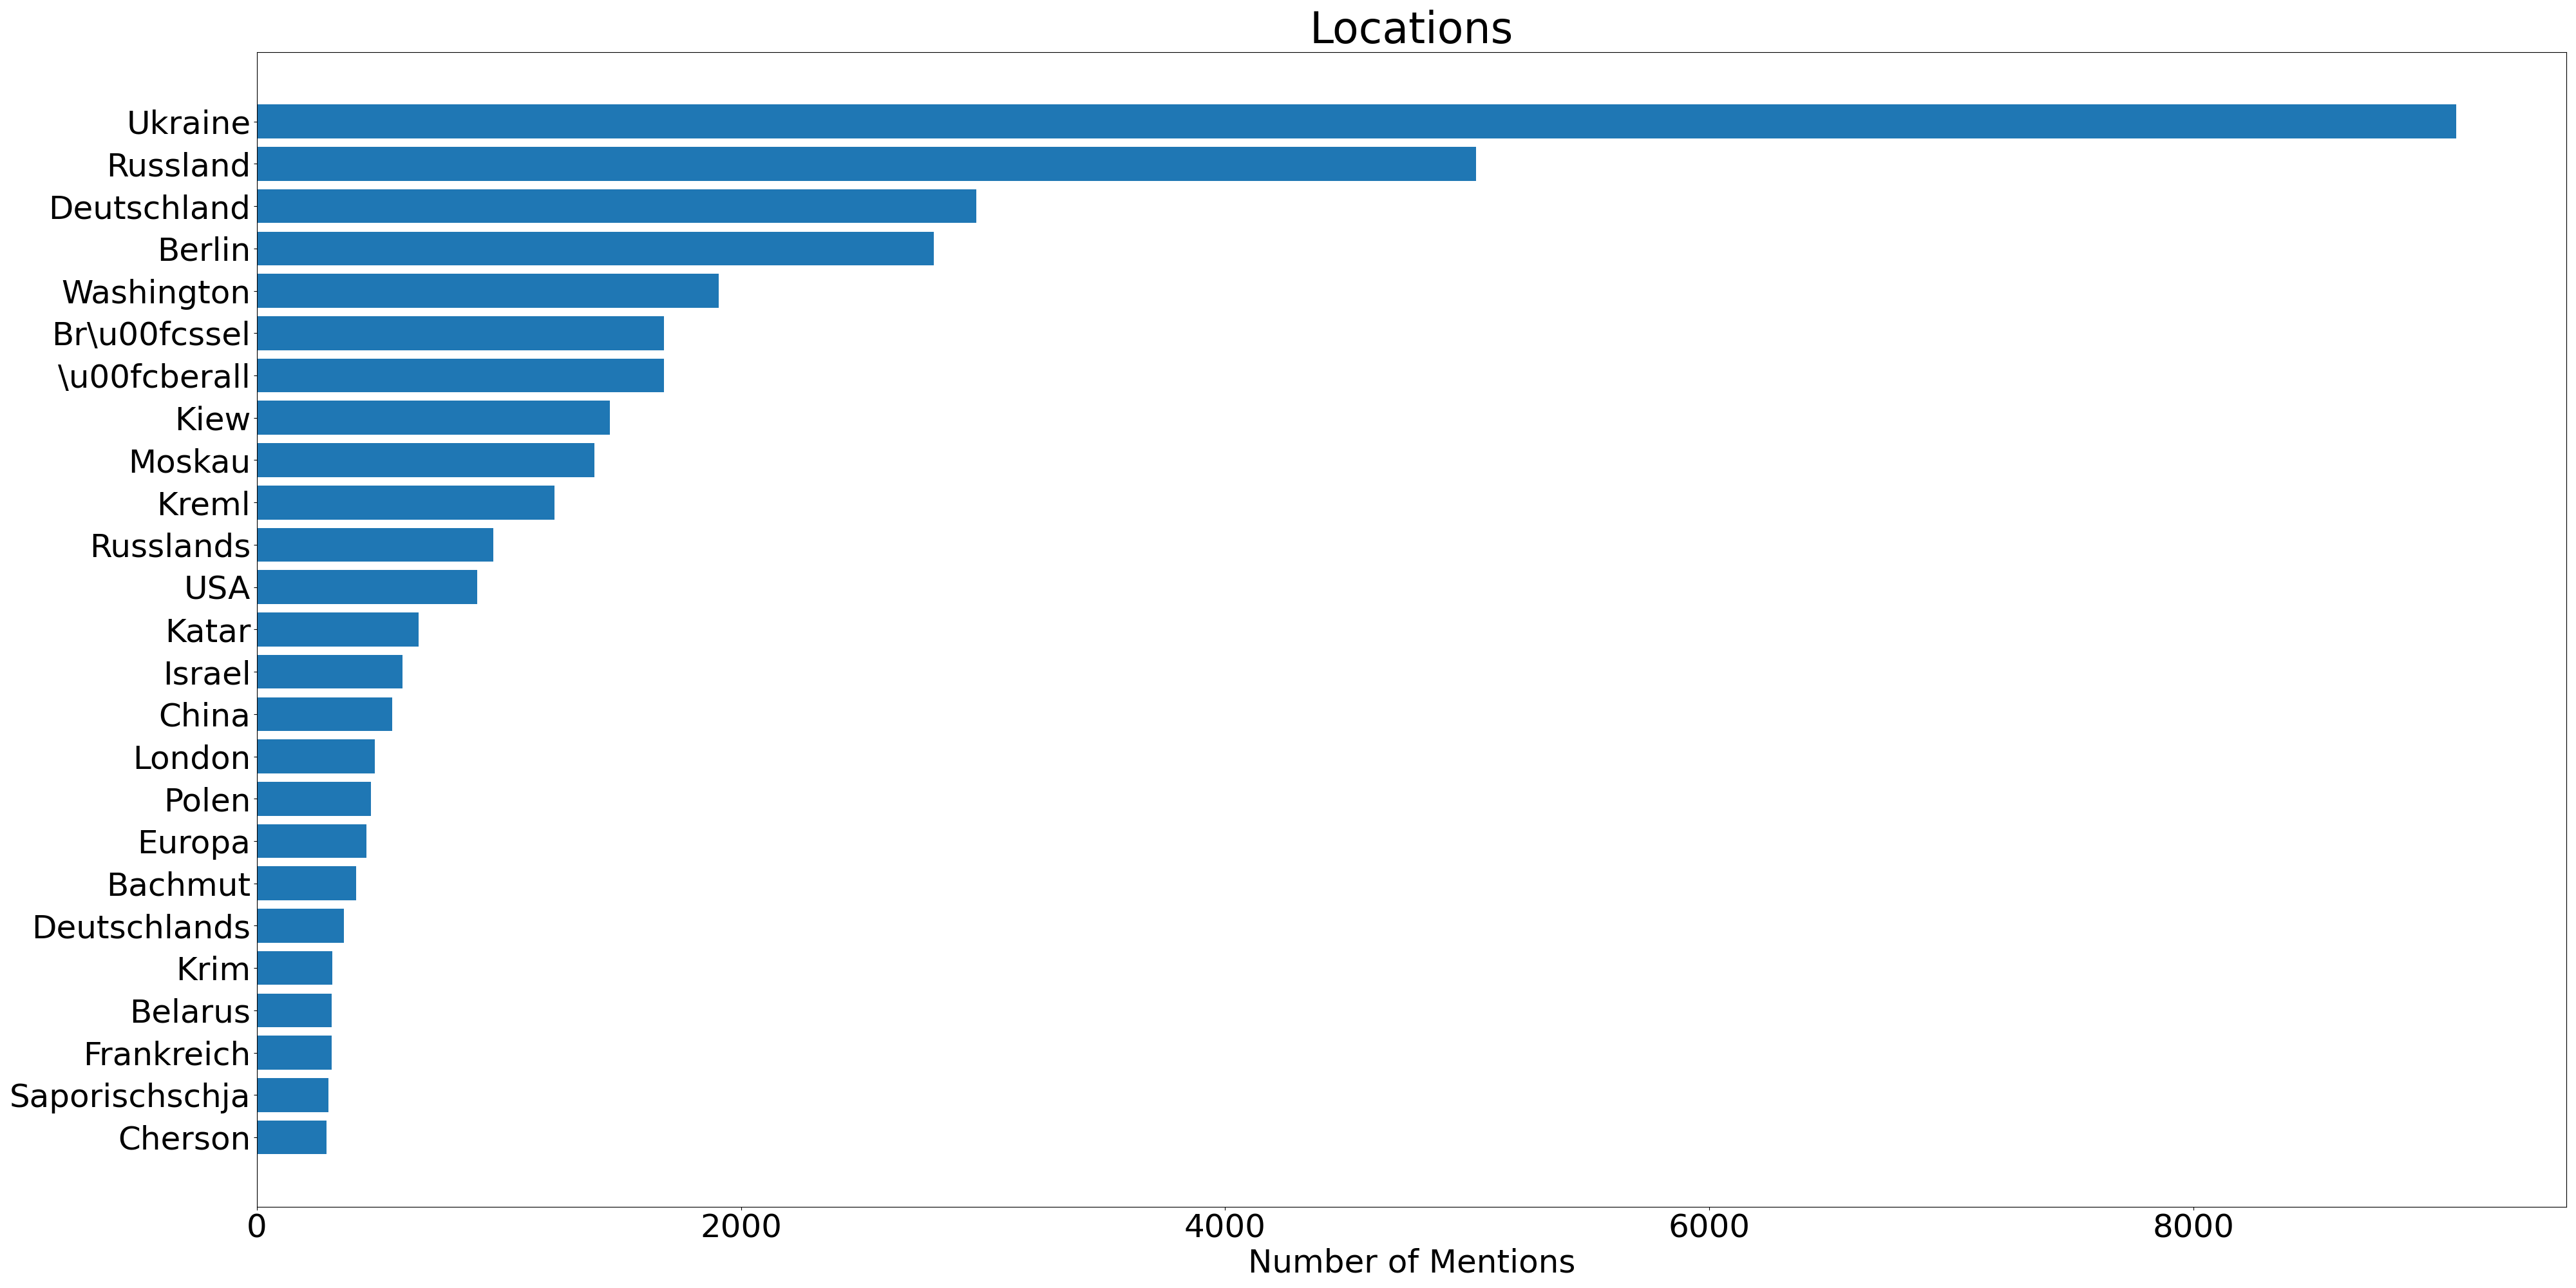 Locations
Ukraine
Russland
Deutschland
Berlin
Washington
Br\u00fcssel
\u00fcberall
Kiew
Moskau
Kreml
Russlands
USA
Katar
Israel
China
London
Polen
Europa
Bachmut
Deutschlands
Krim
Belarus
Frankreich
Saporischschja
Cherson
0 2000 4000 6000 8000
Number of Mentions